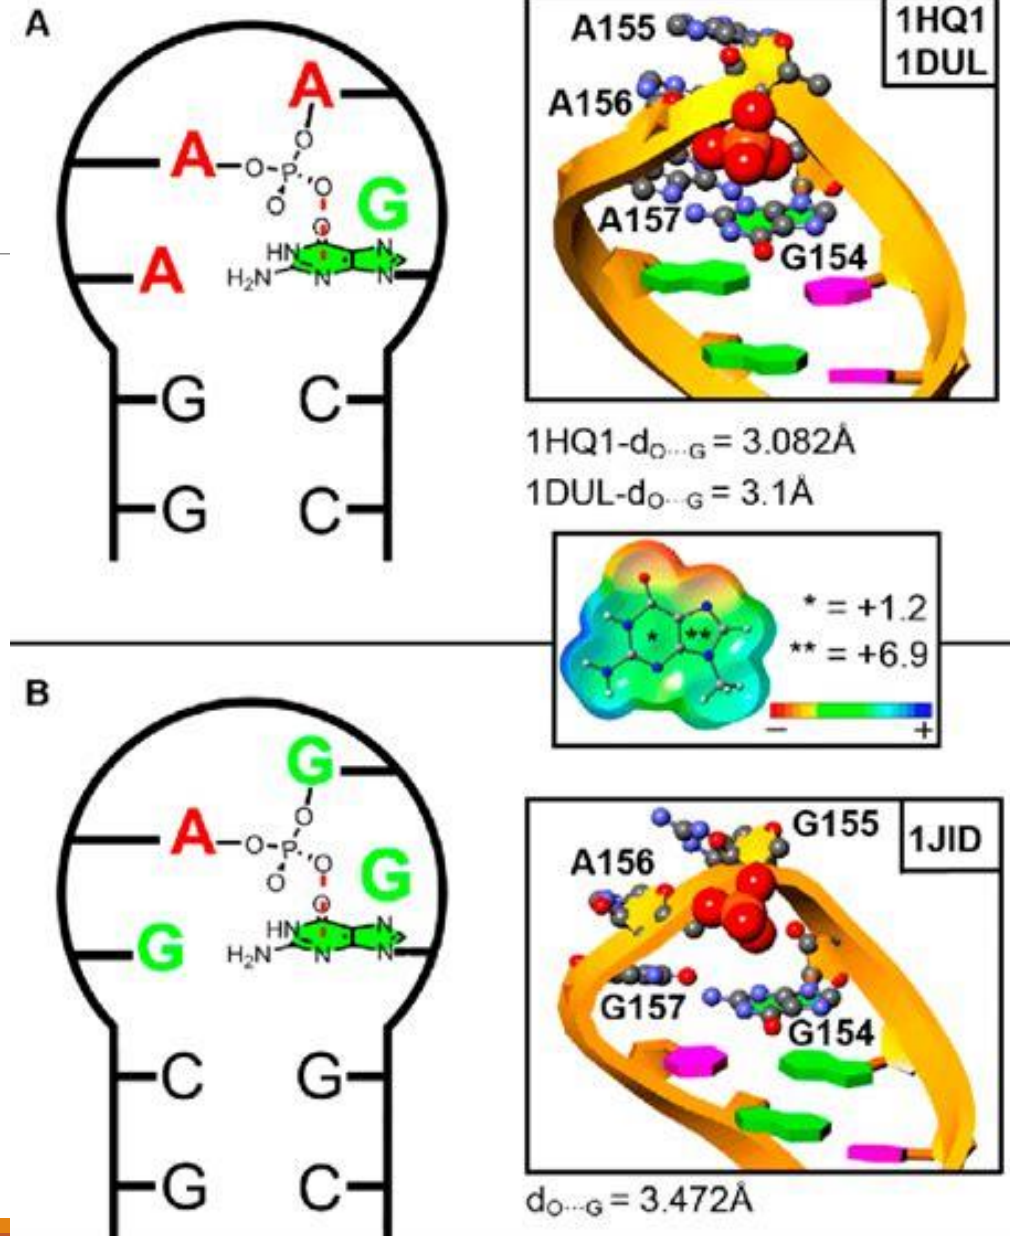 A
A
A
O
P
O
O
O
G
HN
N
H₂N
N
N
A
G
C
G
C
A155
1HQ1
1DUL
A156
A157
G154
1HQ1-dO...G = 3.082Å
1DUL-dO...G = 3.1Å
* = +1.2
* **
** = +6.9
− +
B
G
A
O
O
P
O
O
G
O
G
HN
N
H₂N
N
N
C
G
G
C
G155
1JID
A156
G157
G154
dO...G = 3.472Å